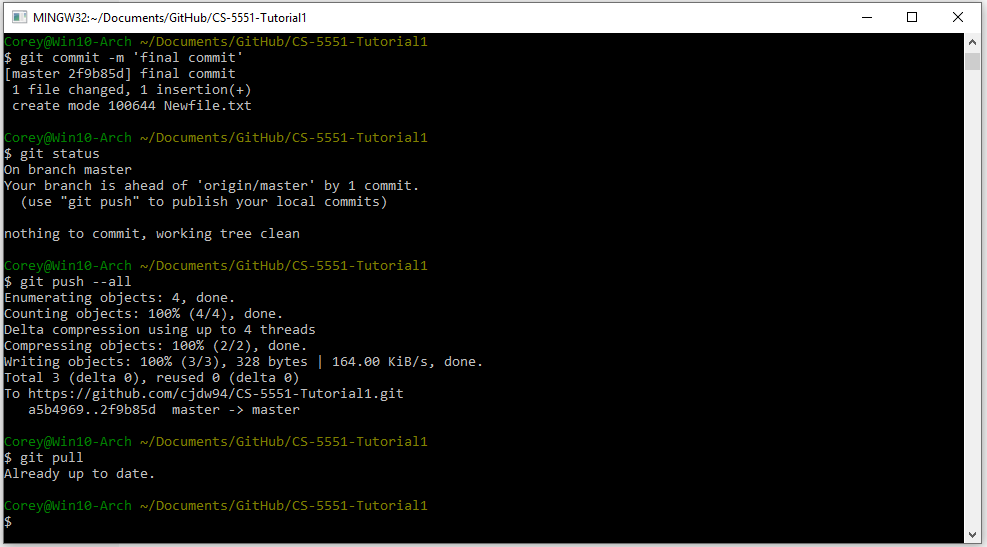 MINGW32:~/Documents/GitHub/CS-5551-Tutorial1
Corey@Win10-Arch ~/Documents/GitHub/CS-5551-Tutorial1
$ git commit -m 'final commit'
[master 2f9b85d] final commit
 1 file changed, 1 insertion(+)
 create mode 100644 Newfile.txt

Corey@Win10-Arch ~/Documents/GitHub/CS-5551-Tutorial1
$ git status
On branch master
Your branch is ahead of 'origin/master' by 1 commit.
  (use "git push" to publish your local commits)

nothing to commit, working tree clean

Corey@Win10-Arch ~/Documents/GitHub/CS-5551-Tutorial1
$ git push --all
Enumerating objects: 4, done.
Counting objects: 100% (4/4), done.
Delta compression using up to 4 threads
Compressing objects: 100% (2/2), done.
Writing objects: 100% (3/3), 328 bytes | 164.00 KiB/s, done.
Total 3 (delta 0), reused 0 (delta 0)
To https://github.com/cjdw94/CS-5551-Tutorial1.git
   a5b4969..2f9b85d  master -> master

Corey@Win10-Arch ~/Documents/GitHub/CS-5551-Tutorial1
$ git pull
Already up to date.

Corey@Win10-Arch ~/Documents/GitHub/CS-5551-Tutorial1
$